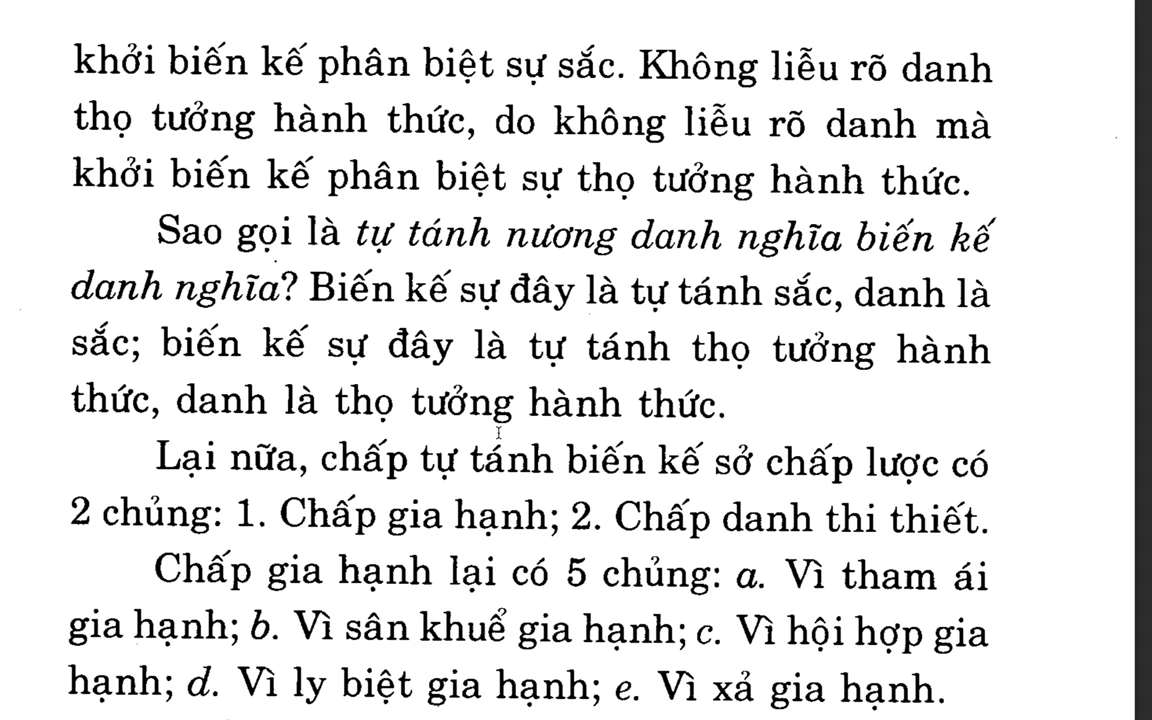 khởi biến kế phân biệt sự sắc. Không liễu rõ danh
thọ tưởng hành thức, do không liễu rõ danh mà
khởi biến kế phân biệt sự thọ tưởng hành thức.
Sao gọi là tự tánh nương danh nghĩa biến kế
danh nghĩa? Biến kế sự đây là tự tánh sắc, danh là
sắc; biến kế sự đây là tự tánh thọ tưởng hành
thức, danh là thọ tưởng hành thức.
Lại nữa, chấp tự tánh biến kế sở chấp lược có
2 chủng: 1. Chấp gia hạnh; 2. Chấp danh thi thiết.
Chấp gia hạnh lại có 5 chủng: a. Vì tham ái
gia hạnh; b. Vì sân khuể gia hạnh; c. Vì hội hợp gia
hạnh; d. Vì ly biệt gia hạnh; e. Vì xả gia hạnh.